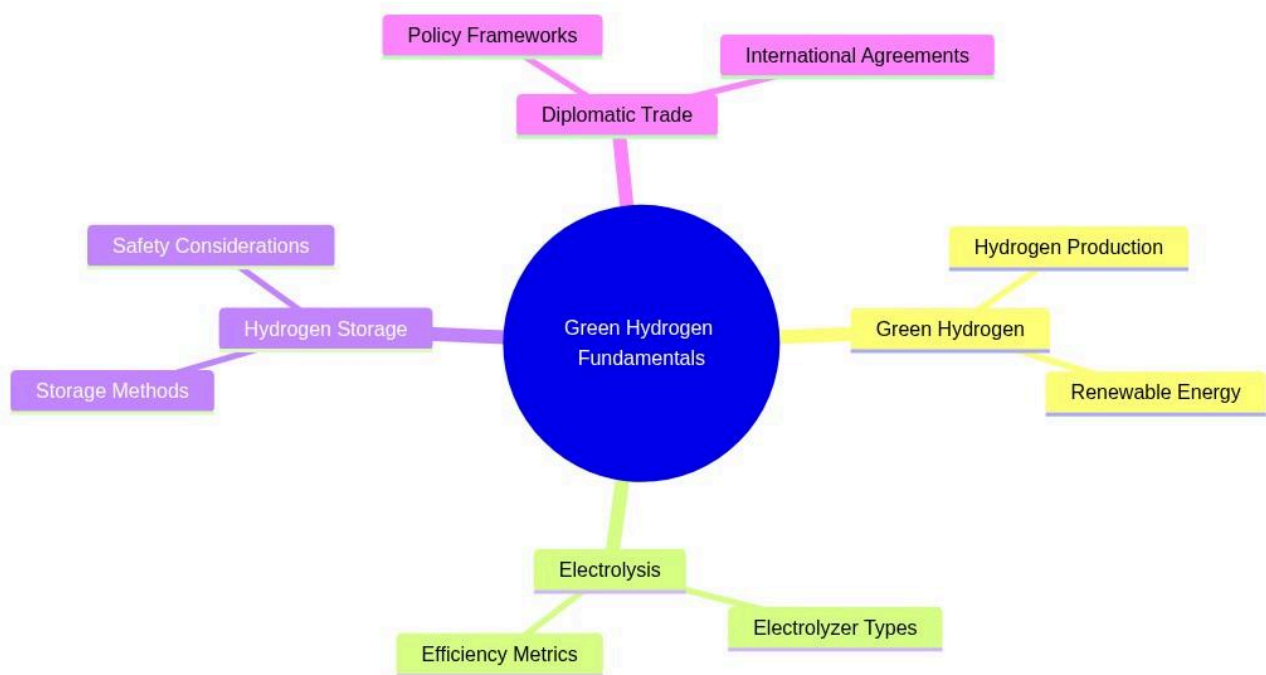 Policy Frameworks
International Agreements
Diplomatic Trade
Safety Considerations
Hydrogen Production
Hydrogen Storage
Green Hydrogen
Fundamentals
Green Hydrogen
Storage Methods
Renewable Energy
Electrolysis
Electrolyzer Types
Efficiency Metrics